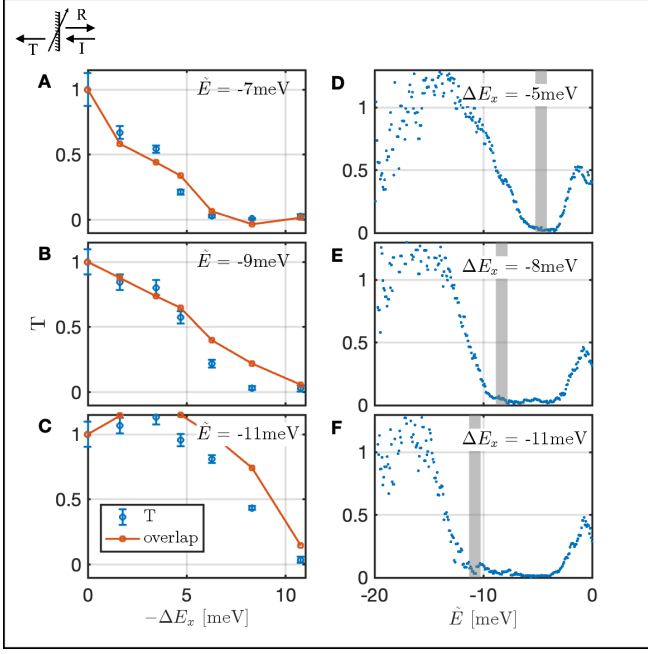 R
T
I
A
Ẽ = -7meV
1
0.5
0
B
Ẽ = -9meV
1
0.5
0
T
C
Ẽ = -11meV
1
0.5
0
T
overlap
0
5
10
−ΔE_x [meV]
D
ΔE_x = -5meV
1
0.5
0
E
ΔE_x = -8meV
1
0.5
0
F
ΔE_x = -11meV
1
0.5
0
-20
-10
0
Ẽ [meV]